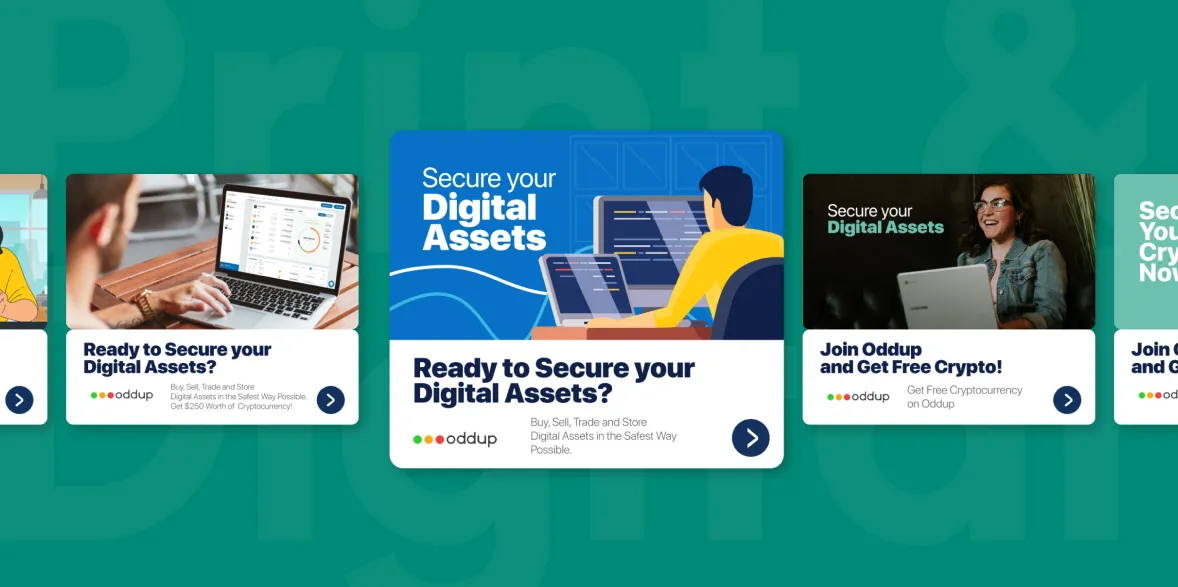 Print &
Digital
Ready to Secure your
Digital Assets?
oddup
Buy, Sell, Trade and Store
Digital Assets in the Safest Way Possible.
Get $250 Worth of Cryptocurrency!
Secure your
Digital
Assets
Ready to Secure your
Digital Assets?
oddup
Buy, Sell, Trade and Store
Digital Assets in the Safest Way
Possible.
Secure your
Digital Assets
Join Oddup
and Get Free Crypto!
oddup
Get Free Cryptocurrency
on Oddup